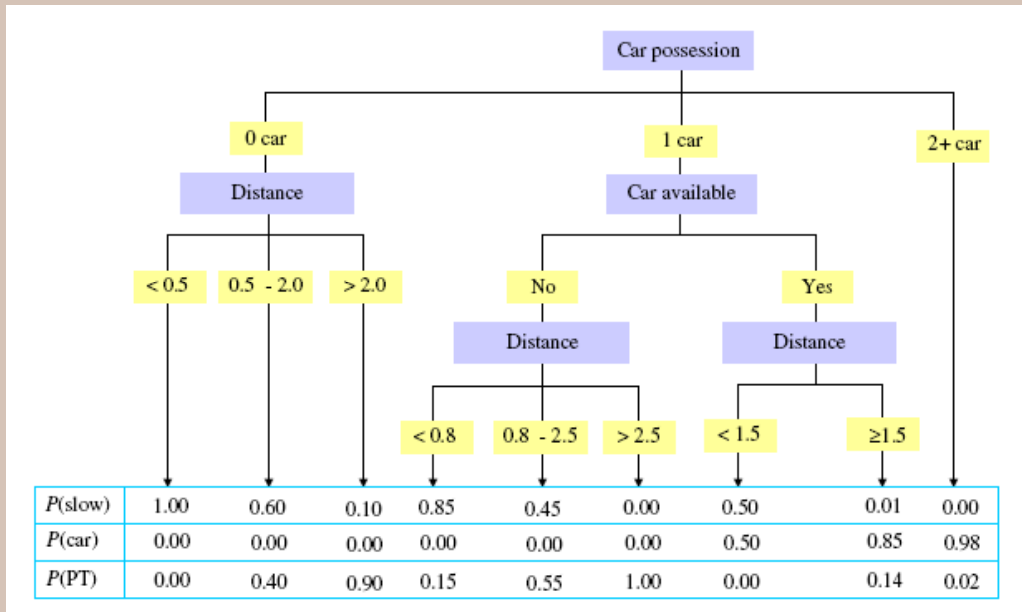 Car possession
0 car
1 car
2+ car
Distance
Car available
< 0.5
0.5 - 2.0
> 2.0
No
Yes
Distance
Distance
< 0.8
0.8 - 2.5
> 2.5
< 1.5
≥1.5
P(slow) 1.00 0.60 0.10 0.85 0.45 0.00 0.50 0.01 0.00
P(car) 0.00 0.00 0.00 0.00 0.00 0.00 0.50 0.85 0.98
P(PT) 0.00 0.40 0.90 0.15 0.55 1.00 0.00 0.14 0.02